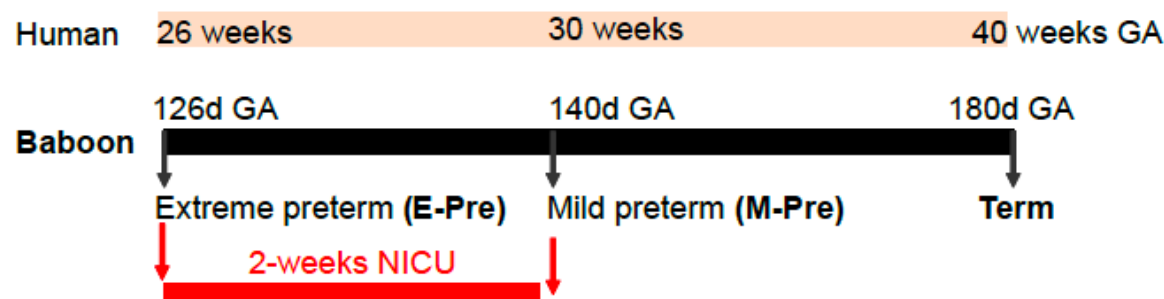 Human 26 weeks 30 weeks 40 weeks GA
126d GA 140d GA 180d GA
Baboon
Extreme preterm (E-Pre) Mild preterm (M-Pre) Term
2-weeks NICU